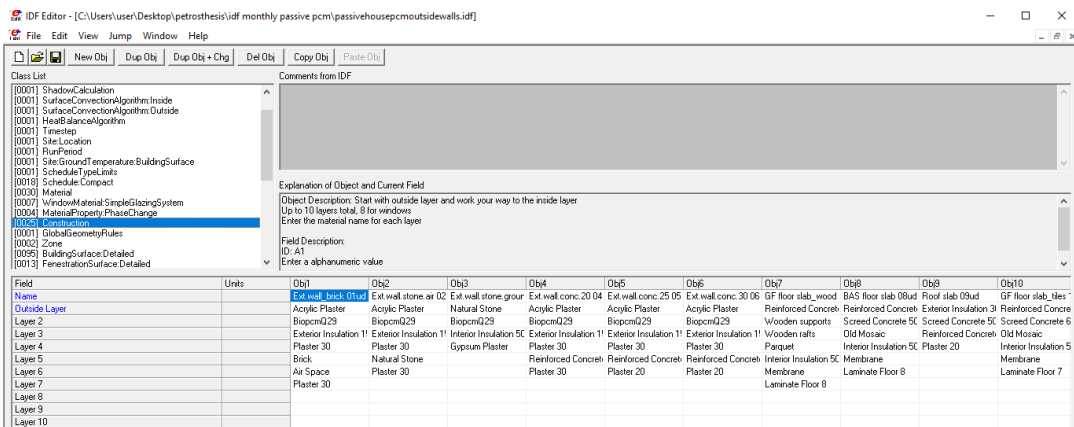 IDF Editor - [C:\Users\user\Desktop\petrosthesis\idf monthly passive pcm\passivehousepcmoutsidewalls.idf]
File Edit View Jump Window Help
New Obj Dup Obj Dup Obj + Chg Del Obj Copy Obj Paste Obj
Class List
Comments from IDF
[0001] ShadowCalculation
[0001] SurfaceConvectionAlgorithm:Inside
[0001] SurfaceConvectionAlgorithm:Outside
[0001] HeatBalanceAlgorithm
[0001] Timestep
[0001] Site:Location
[0001] RunPeriod
[0001] Site:GroundTemperature:BuildingSurface
[0001] ScheduleTypeLimits
[0018] Schedule:Compact
[0030] Material
[0007] WindowMaterial:SimpleGlazingSystem
[0004] MaterialProperty:PhaseChange
[0025] Construction
[0001] GlobalGeometryRules
[0002] Zone
[0095] BuildingSurface:Detailed
[0013] FenestrationSurface:Detailed
Explanation of Object and Current Field
Object Description: Start with outside layer and work your way to the inside layer
Up to 10 layers total, 8 for windows
Enter the material name for each layer
Field Description:
ID: A1
Enter a alphanumeric value
Field Units Obj1 Obj2 Obj3 Obj4 Obj5 Obj6 Obj7 Obj8 Obj9 Obj10
Name Ext.wall_brick 01ud Ext.wall.stone.air 02 Ext.wall.stone.grour Ext.wall.conc.20 04 Ext.wall.conc.25 05 Ext.wall.conc.30 06 GF floor slab_wood BAS floor slab 08ud Roof slab 09ud GF floor slab_tiles
Outside Layer Acrylic Plaster Acrylic Plaster Natural Stone Acrylic Plaster Acrylic Plaster Acrylic Plaster Reinforced Concret Reinforced Concret Exterior Insulation 3 Reinforced Concre
Layer 2 BiopcmQ29 BiopcmQ29 BiopcmQ29 BiopcmQ29 BiopcmQ29 BiopcmQ29 Wooden supports Screed Concrete 50 Screed Concrete 50 Screed Concrete 6
Layer 3 Exterior Insulation 1 Exterior Insulation 1 Interior Insulation 50 Exterior Insulation 1 Exterior Insulation 1 Exterior Insulation 1 Wooden rafts Old Mosaic Reinforced Concret Old Mosaic
Layer 4 Plaster 30 Plaster 30 Gypsum Plaster Plaster 30 Plaster 30 Plaster 30 Parquet Interior Insulation 50 Plaster 20 Interior Insulation 5
Layer 5 Brick Natural Stone Reinforced Concret Reinforced Concret Reinforced Concret Interior Insulation 50 Membrane Membrane
Layer 6 Air Space Plaster 30 Plaster 30 Plaster 20 Plaster 20 Membrane Laminate Floor 8 Laminate Floor 7
Layer 7 Plaster 30 Laminate Floor 8
Layer 8
Layer 9
Layer 10